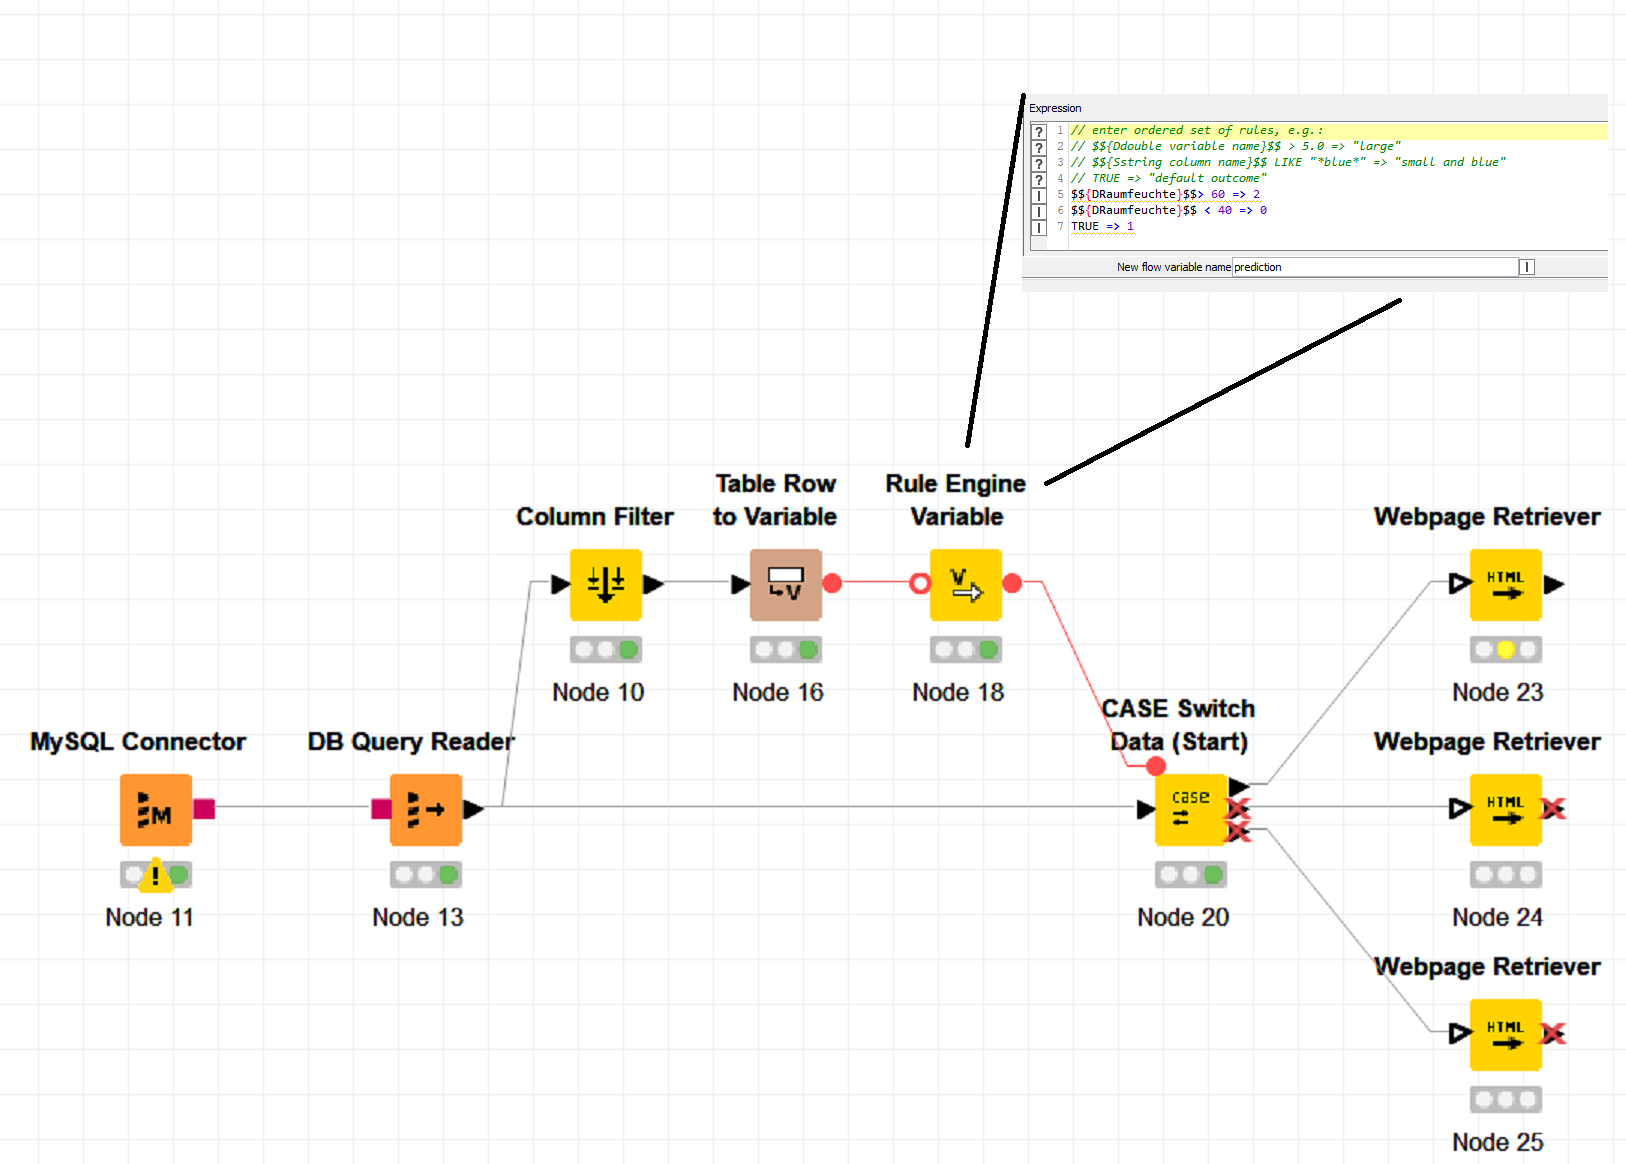 Expression
1 // enter ordered set of rules, e.g.:
2 // $${Ddouble variable name}$$ > 5.0 => "large"
3 // $${Sstring column name}$$ LIKE "*blue*" => "small and blue"
4 // TRUE => "default outcome"
5 $${DRaumfeuchte}$$> 60 => 2
6 $${DRaumfeuchte}$$ < 40 => 0
7 TRUE => 1
New flow variable name prediction
Table Row
to Variable
Rule Engine
Variable
Column Filter
Webpage Retriever
V
V
HTML
Node 10
Node 16
Node 18
Node 23
CASE Switch
Data (Start)
MySQL Connector
DB Query Reader
Webpage Retriever
M
case
HTML
Node 11
Node 13
Node 20
Node 24
Webpage Retriever
HTML
Node 25